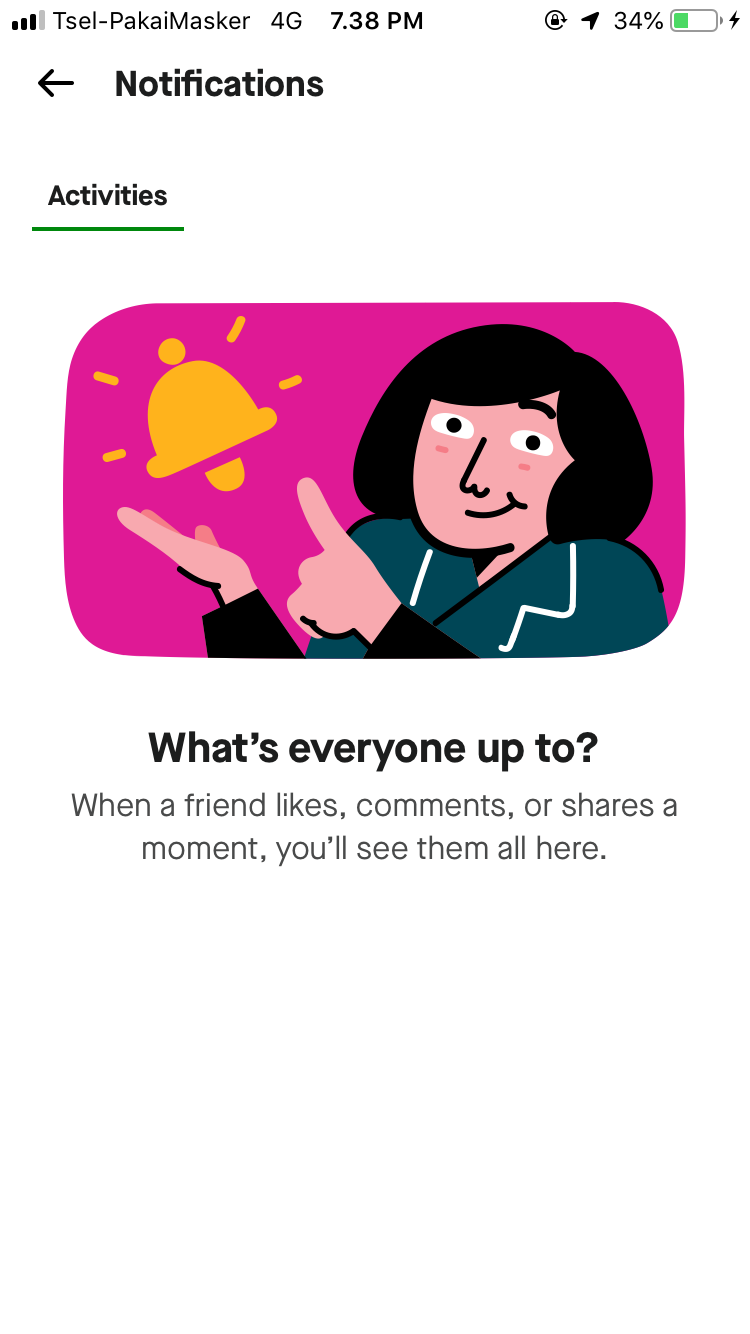 Tsel-PakaiMasker 4G 7.38 PM 34%
Notifications
Activities
What's everyone up to?
When a friend likes, comments, or shares a
moment, you'll see them all here.